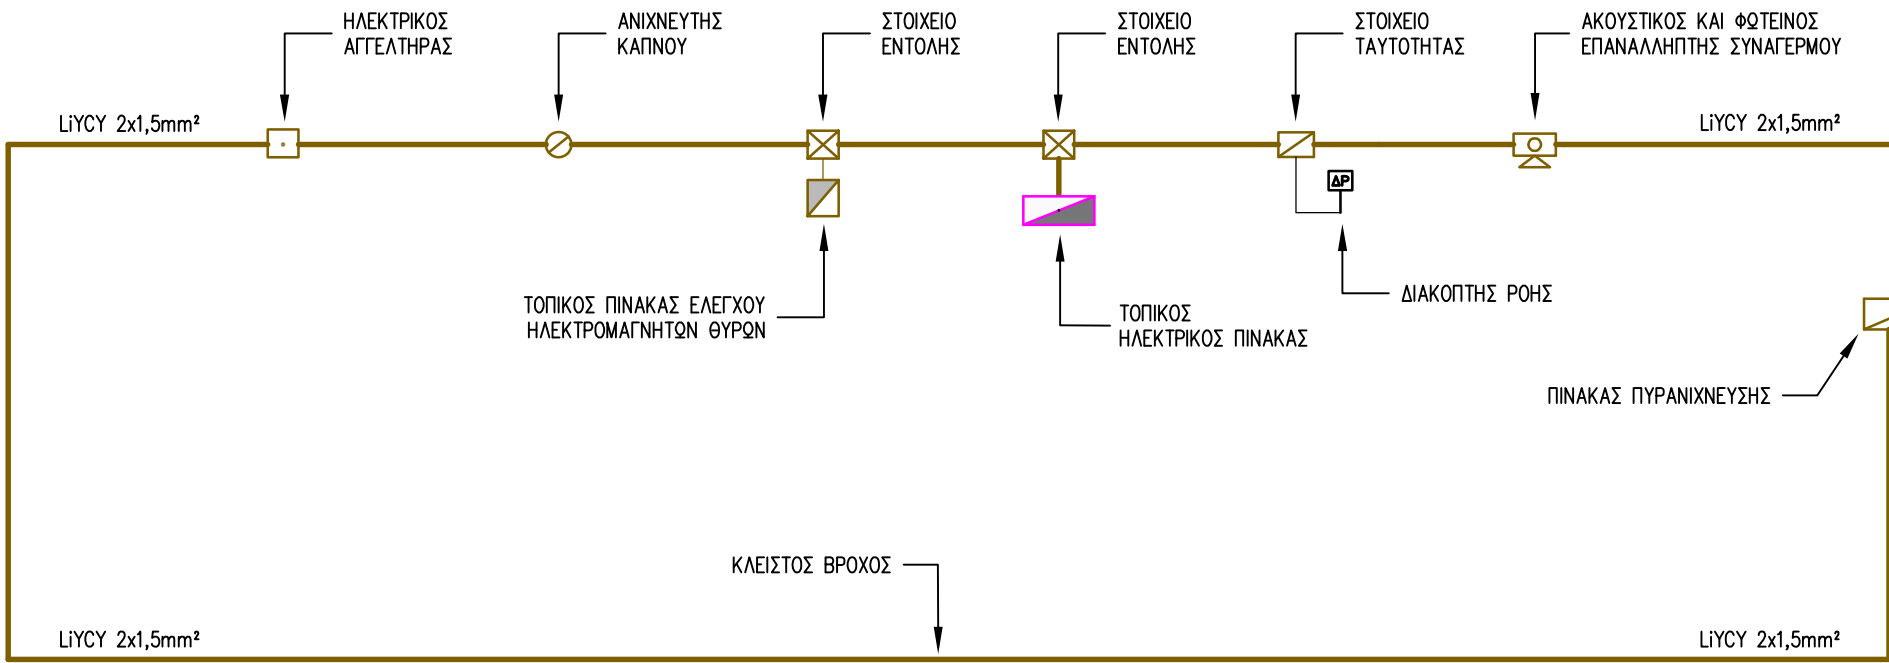 ΗΛΕΚΤΡΙΚΟΣ
ΑΓΓΕΛΤΗΡΑΣ
ΑΝΙΧΝΕΥΤΗΣ
ΚΑΠΝΟΥ
ΣΤΟΙΧΕΙΟ
ΕΝΤΟΛΗΣ
ΣΤΟΙΧΕΙΟ
ΕΝΤΟΛΗΣ
ΣΤΟΙΧΕΙΟ
ΤΑΥΤΟΤΗΤΑΣ
ΑΚΟΥΣΤΙΚΟΣ ΚΑΙ ΦΩΤΕΙΝΟΣ
ΕΠΑΝΑΛΛΗΠΤΗΣ ΣΥΝΑΓΕΡΜΟΥ
LiYCY 2x1,5mm²
LiYCY 2x1,5mm²
ΔΡ
ΤΟΠΙΚΟΣ ΠΙΝΑΚΑΣ ΕΛΕΓΧΟΥ
ΗΛΕΚΤΡΟΜΑΓΝΗΤΩΝ ΘΥΡΩΝ
ΤΟΠΙΚΟΣ
ΗΛΕΚΤΡΙΚΟΣ ΠΙΝΑΚΑΣ
ΔΙΑΚΟΠΤΗΣ ΡΟΗΣ
ΠΙΝΑΚΑΣ ΠΥΡΑΝΙΧΝΕΥΣΗΣ
ΚΛΕΙΣΤΟΣ ΒΡΟΧΟΣ
LiYCY 2x1,5mm²
LiYCY 2x1,5mm²